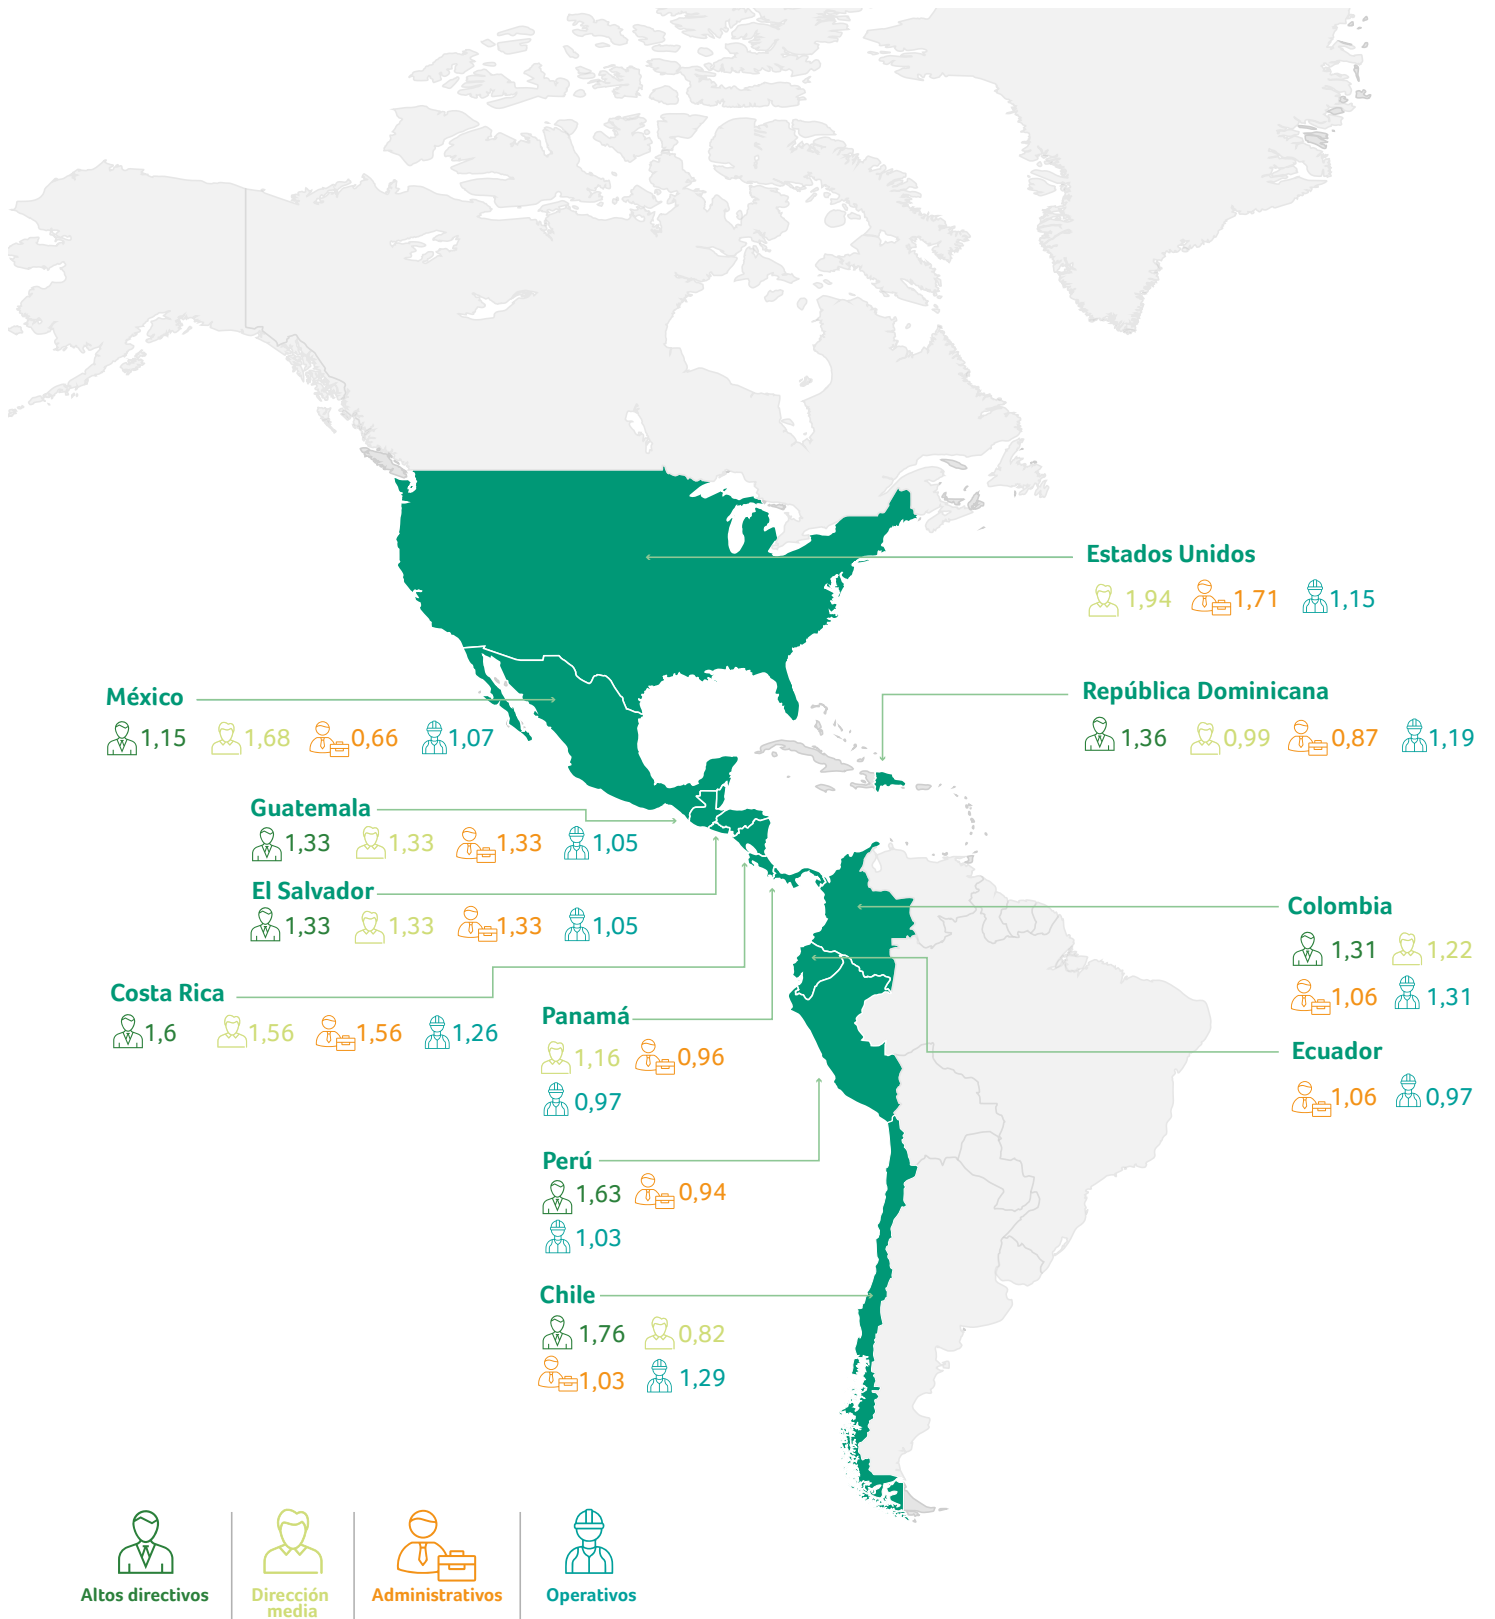 Estados Unidos
1,94 1,71 1,15
México
1,15 1,68 0,66 1,07
República Dominicana
1,36 0,99 0,87 1,19
Guatemala
1,33 1,33 1,33 1,05
El Salvador
1,33 1,33 1,33 1,05
Colombia
1,31 1,22
1,06 1,31
Costa Rica
1,6 1,56 1,56 1,26
Panamá
1,16 0,96
0,97
Ecuador
1,06 0,97
Perú
1,63 0,94
1,03
Chile
1,76 0,82
1,03 1,29
Altos directivos
Dirección
media
Administrativos
Operativos